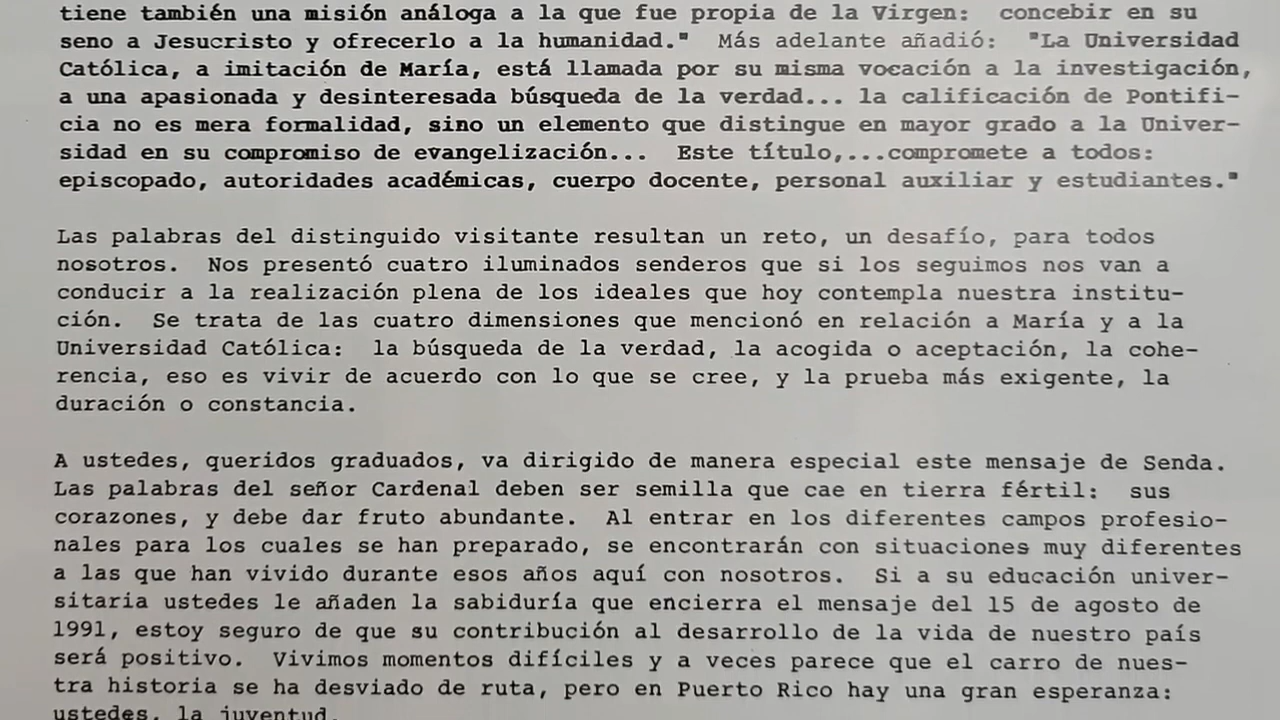 tiene también una misión análoga a la que fue propia de la Virgen:  concebir en su
seno a Jesucristo y ofrecerlo a la humanidad."  Más adelante añadió:  "La Universidad
Católica, a imitación de María, está llamada por su misma vocación a la investigación,
a una apasionada y desinteresada búsqueda de la verdad... la calificación de Pontifi-
cia no es mera formalidad, sino un elemento que distingue en mayor grado a la Univer-
sidad en su compromiso de evangelización...  Este título,...compromete a todos:
episcopado, autoridades académicas, cuerpo docente, personal auxiliar y estudiantes."

Las palabras del distinguido visitante resultan un reto, un desafío, para todos
nosotros.  Nos presentó cuatro iluminados senderos que si los seguimos nos van a
conducir a la realización plena de los ideales que hoy contempla nuestra institu-
ción.  Se trata de las cuatro dimensiones que mencionó en relación a María y a la
Universidad Católica:  la búsqueda de la verdad, la acogida o aceptación, la cohe-
rencia, eso es vivir de acuerdo con lo que se cree, y la prueba más exigente, la
duración o constancia.

A ustedes, queridos graduados, va dirigido de manera especial este mensaje de Senda.
Las palabras del señor Cardenal deben ser semilla que cae en tierra fértil:  sus
corazones, y debe dar fruto abundante.  Al entrar en los diferentes campos profesio-
nales para los cuales se han preparado, se encontrarán con situaciones muy diferentes
a las que han vivido durante esos años aquí con nosotros.  Si a su educación univer-
sitaria ustedes le añaden la sabiduría que encierra el mensaje del 15 de agosto de
1991, estoy seguro de que su contribución al desarrollo de la vida de nuestro país
será positivo.  Vivimos momentos difíciles y a veces parece que el carro de nues-
tra historia se ha desviado de ruta, pero en Puerto Rico hay una gran esperanza:
ustedes, la juventud.